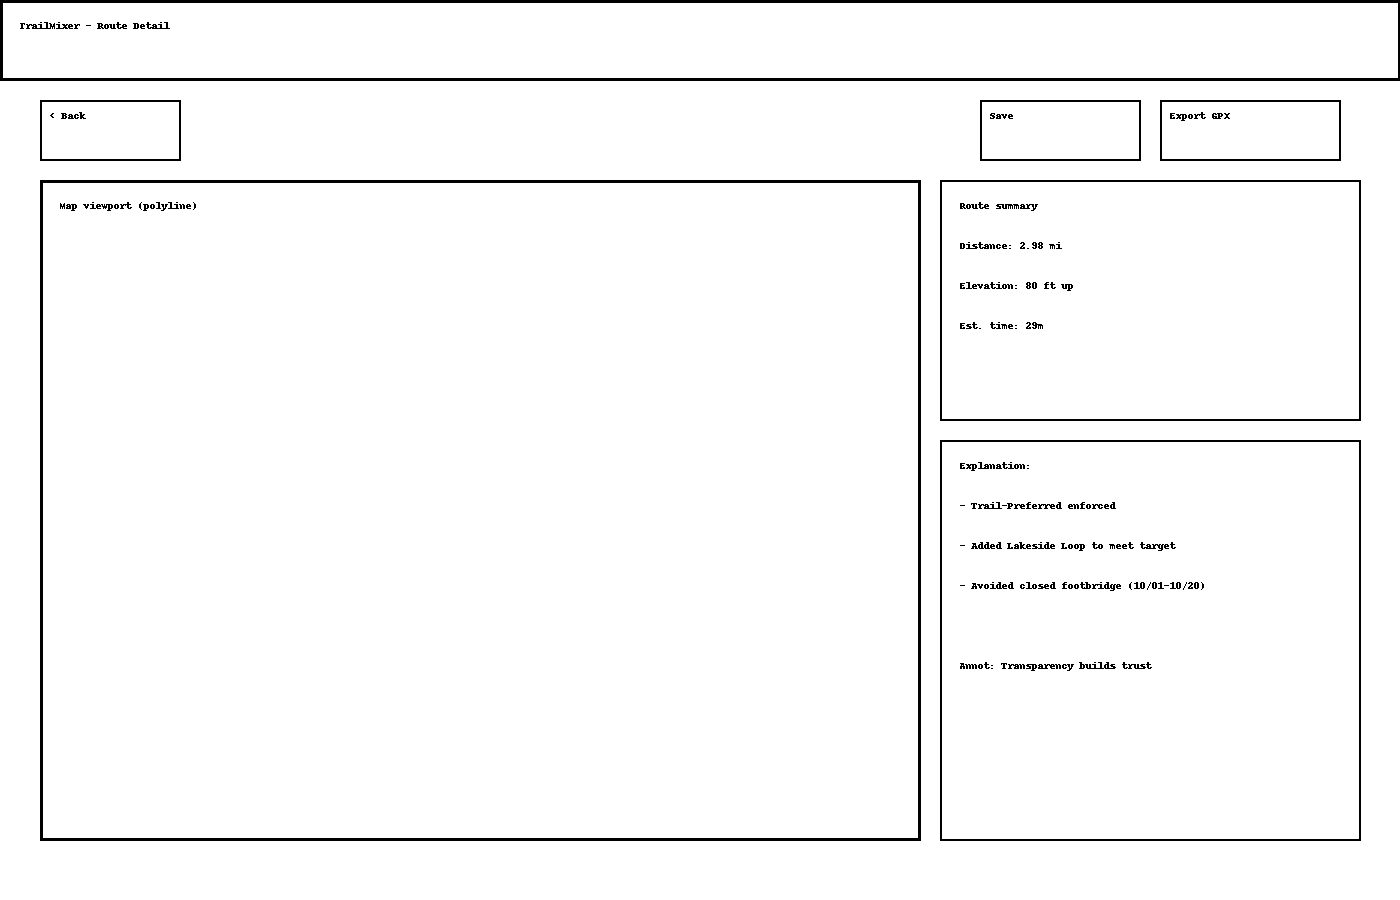 TrailMixer - Route Detail
< Back
Save
Export GPX
Map viewport (polyline)
Route summary
Distance: 2.98 mi
Elevation: 80 ft up
Est. time: 29m
Explanation:
- Trail-Preferred enforced
- Added Lakeside Loop to meet target
- Avoided closed footbridge (10/01-10/20)
Annot: Transparency builds trust